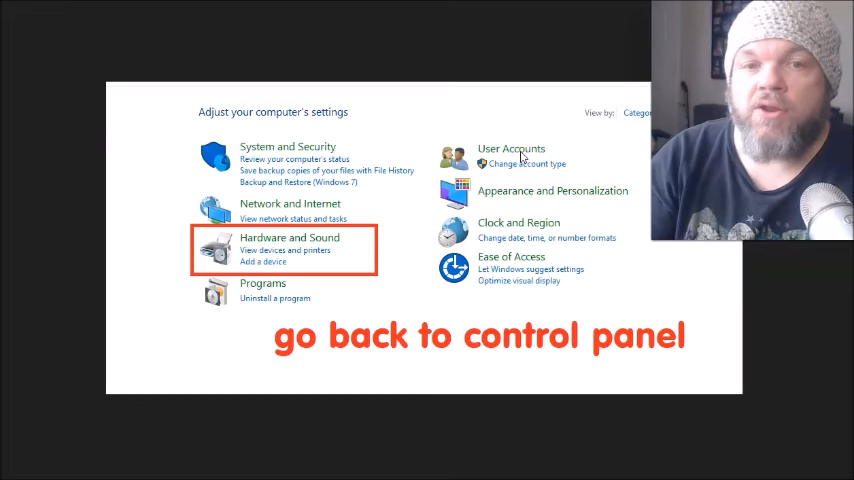 Adjust your computer's settings
View by:
System and Security
Review your computer's status
Save backup copies of your files with File History
Backup and Restore (Windows 7)
Network and Internet
View network status and tasks
Hardware and Sound
View devices and printers
Add a device
Programs
Uninstall a program
User Accounts
Change account type
Appearance and Personalization
Clock and Region
Change date, time, or number formats
Ease of Access
Let Windows suggest settings
Optimize visual display
go back to control panel